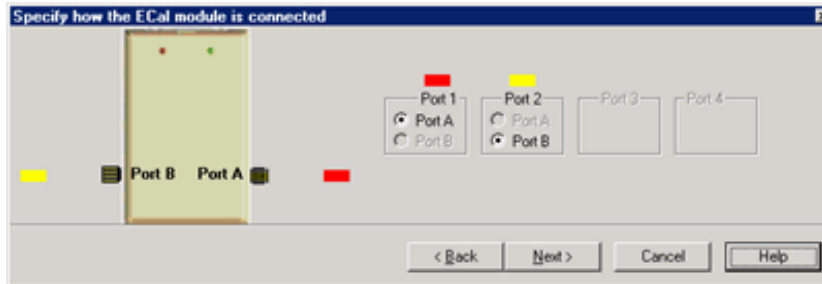 Specify how the ECal module is connected
Port 1 Port 2 Port 3 Port 4
Port A Port A
Port B Port B
Port B Port A
< Back Next > Cancel Help